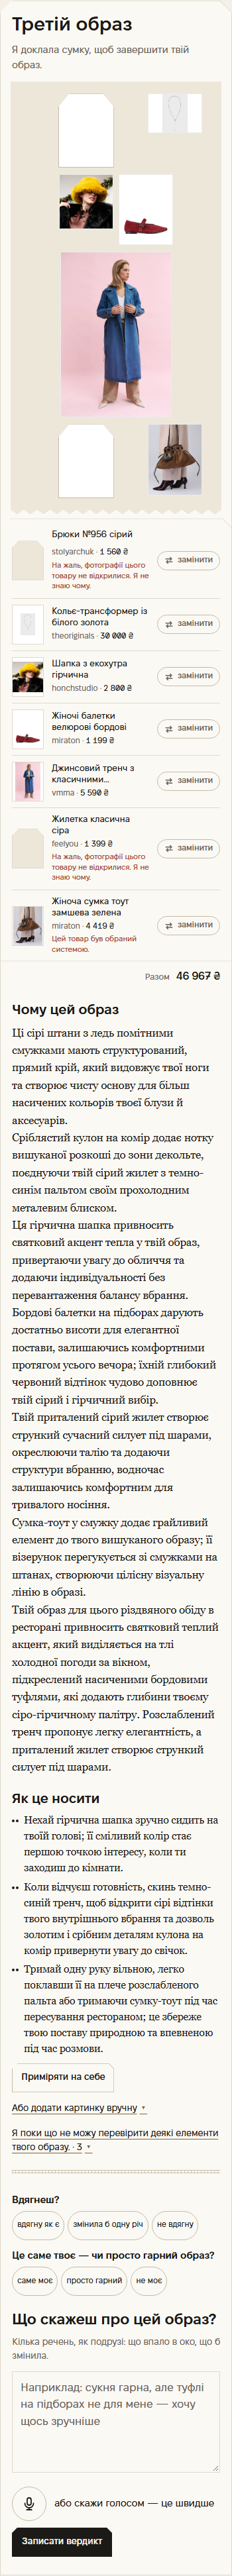 Третій образ
Я доклала сумку, щоб завершити твій
образ.
Брюки №956 сірий
stolyarchuk · 1 560 ₴
На жаль, фотографії цього
товару не відкрилися. Я не
знаю чому.
замінити
Кольє-трансформер із
білого золота
theoriginals · 30 000 ₴
замінити
Шапка з екохутра
гірчична
honchstudio · 2 800 ₴
замінити
Жіночі балетки
велюрові бордові
miraton · 1 199 ₴
замінити
Джинсовий тренч з
класичними...
vmma · 5 590 ₴
замінити
Жилетка класична
сіра
feelyou · 1 399 ₴
На жаль, фотографії цього
товару не відкрилися. Я не
знаю чому.
замінити
Жіноча сумка тоут
замшева зелена
miraton · 4 419 ₴
Цей товар був обраний
системою.
замінити
Разом 46 967 ₴
Чому цей образ
Ці сірі штани з ледь помітними
смужками мають структурований,
прямий крій, який видовжує твої ноги
та створює чисту основу для більш
насичених кольорів твоєї блузи й
аксесуарів.
Сріблястий кулон на комір додає нотку
вишуканої розкоші до зони декольте,
поєднуючи твій сірий жилет з темно-
синім пальтом своїм прохолодним
металевим блиском.
Ця гірчична шапка привносить
святковий акцент тепла у твій образ,
привертаючи увагу до обличчя та
додаючи індивідуальності без
перевантаження балансу вбрання.
Бордові балетки на підборах дарують
достатньо висоти для елегантної
постави, залишаючись комфортними
протягом усього вечора; їхній глибокий
червоний відтінок чудово доповнює
твій сірий і гірчичний вибір.
Твій приталений сірий жилет створює
стрункий сучасний силует під шарами,
окреслюючи талію та додаючи
структури вбранню, водночас
залишаючись комфортним для
тривалого носіння.
Сумка-тоут у смужку додає грайливий
елемент до твого вишуканого образу; її
візерунок перегукується зі смужками на
штанах, створюючи цілісну візуальну
лінію в образі.
Твій образ для цього різдвяного обіду в
ресторані привносить святковий теплий
акцент, який виділяється на тлі
холодної погоди за вікном,
підкреслений насиченими бордовими
туфлями, які додають глибини твоєму
сіро-гірчичному палітру. Розслаблений
тренч пропонує легку елегантність, а
приталений жилет створює стрункий
силует під шарами.
Як це носити
Нехай гірчична шапка зручно сидить на
твоїй голові; її сміливий колір стає
першою точкою інтересу, коли ти
заходиш до кімнати.
Коли відчуєш готовність, скинь темно-
синій тренч, щоб відкрити сірі відтінки
твого внутрішнього вбрання та дозволь
золотим і срібним деталям кулона на
комір привернути увагу до свічок.
Тримай одну руку вільною, легко
поклавши її на плече розслабленого
пальта або тримаючи сумку-тоут під час
пересування рестораном; це збереже
твою поставу природною та впевненою
під час розмови.
Приміряти на себе
Або додати картинку вручну
Я поки що не можу перевірити деякі елементи
твого образу. · 3
Вдягнеш?
вдягну як є
змінила б одну річ
не вдягну
Це саме твоє — чи просто гарний образ?
саме моє
просто гарний
не моє
Що скажеш про цей образ?
Кілька речень, як подрузі: що впало в око, що б
змінила.
Наприклад: сукня гарна, але туфлі
на підборах не для мене — хочу
щось зручніше
або скажи голосом — це швидше
Записати вердикт